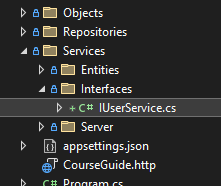 Objects
Repositories
Services
Entities
Interfaces
+ C# IUserService.cs
Server
appsettings.json
CourseGuide.http
C# Program.cs